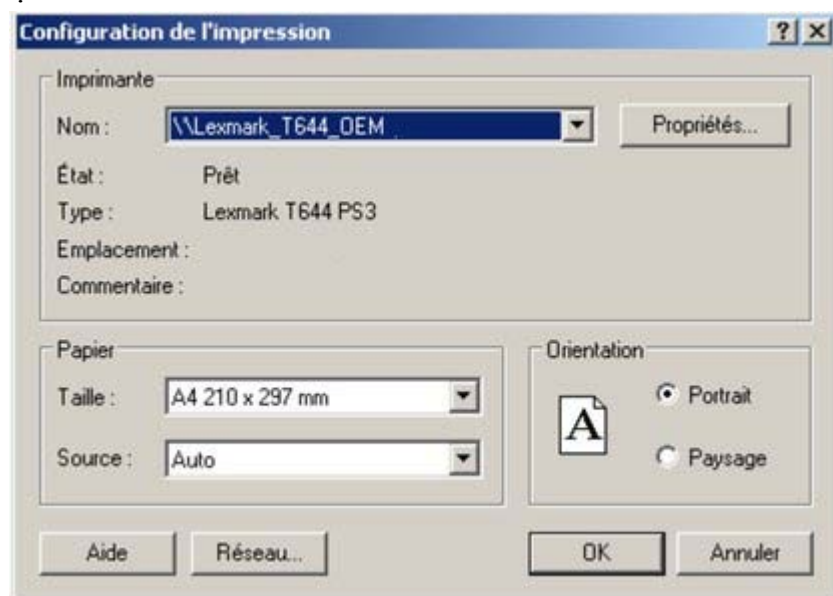 Configuration de l'impression
Imprimante
Nom : \\Lexmark_T644_OEM Propriétés...
État : Prêt
Type : Lexmark T644 PS3
Emplacement :
Commentaire :
Papier
Taille : A4 210 x 297 mm
Source : Auto
Orientation
A
Portrait
Paysage
Aide Réseau... OK Annuler